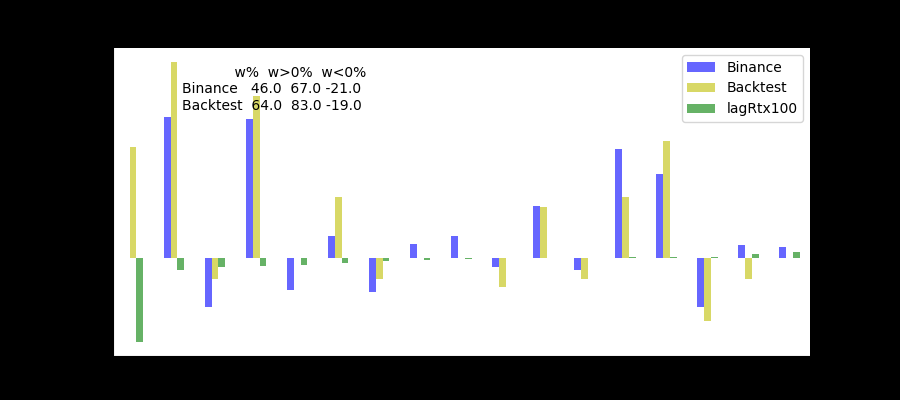 w%  w>0%  w<0%
Binance   46.0  67.0 -21.0
Backtest  64.0  83.0 -19.0
Binance
Backtest
lagRtx100